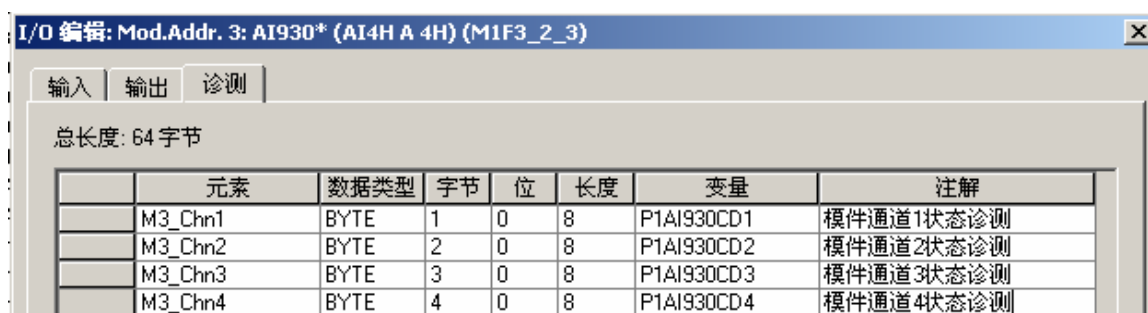 I/O 编辑: Mod.Addr. 3: AI930* (AI4H A 4H) (M1F3_2_3)
输入 输出 诊测
总长度: 64 字节
元素 数据类型 字节 位 长度 变量 注解
M3_Chn1 BYTE 1 0 8 P1AI930CD1 模件通道1状态诊测
M3_Chn2 BYTE 2 0 8 P1AI930CD2 模件通道2状态诊测
M3_Chn3 BYTE 3 0 8 P1AI930CD3 模件通道3状态诊测
M3_Chn4 BYTE 4 0 8 P1AI930CD4 模件通道4状态诊测